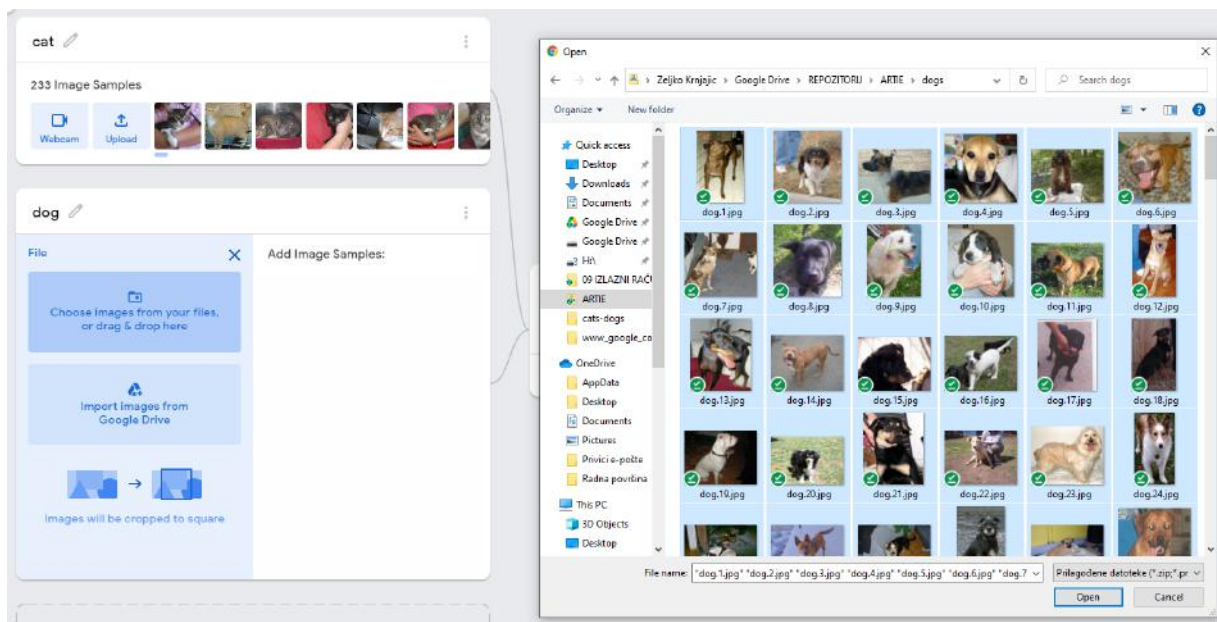 cat
233 Image Samples
Webcam
Upload
dog
File
Add Image Samples:
Choose images from your files,
or drag & drop here
Import images from
Google Drive
Images will be cropped to square
Open
Zeljko Krnjajic > Google Drive > REPOZITORIJ > ARTIE > dogs
Search dogs
Organize
New folder
Quick access
Desktop
Downloads
Documents
Google Drive
Google Drive
09 IZLAZNI RAČU
ARTIE
cats-dogs
www_google_co
OneDrive
AppData
Desktop
Documents
Pictures
Privici e-pošte
Radna površina
This PC
3D Objects
Desktop
dog.1.jpg
dog.2.jpg
dog.3.jpg
dog.4.jpg
dog.5.jpg
dog.6.jpg
dog.7.jpg
dog.8.jpg
dog.9.jpg
dog.10.jpg
dog.11.jpg
dog.12.jpg
dog.13.jpg
dog.14.jpg
dog.15.jpg
dog.16.jpg
dog.17.jpg
dog.18.jpg
dog.19.jpg
dog.20.jpg
dog.21.jpg
dog.22.jpg
dog.23.jpg
dog.24.jpg
File name:
"dog.1.jpg" "dog.2.jpg" "dog.3.jpg" "dog.4.jpg" "dog.5.jpg" "dog.6.jpg" "dog.7
Prilagođene datoteke (*.zip;*.pr
Open
Cancel